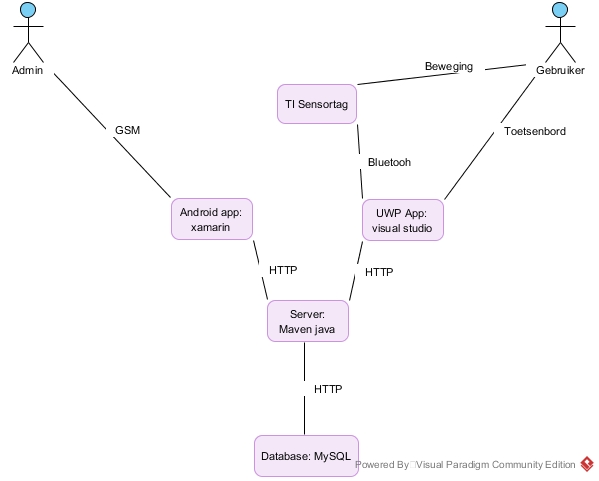 Admin
Gebruiker
Beweging
TI Sensortag
GSM
Toetsenbord
Bluetooh
Android app:
xamarin
UWP App:
visual studio
HTTP
HTTP
Server:
Maven java
HTTP
Database: MySQL
Powered By Visual Paradigm Community Edition